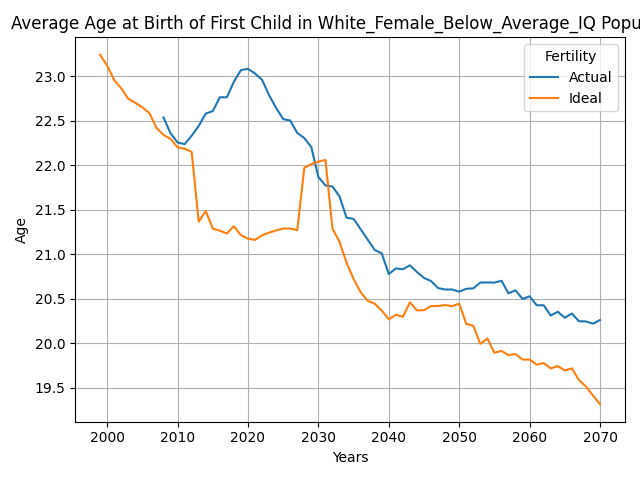 Average Age at Birth of First Child in White_Female_Below_Average_IQ Popu
Fertility
Actual
Ideal
23.0
22.5
22.0
21.5
21.0
20.5
20.0
19.5
Age
2000 2010 2020 2030 2040 2050 2060 2070
Years